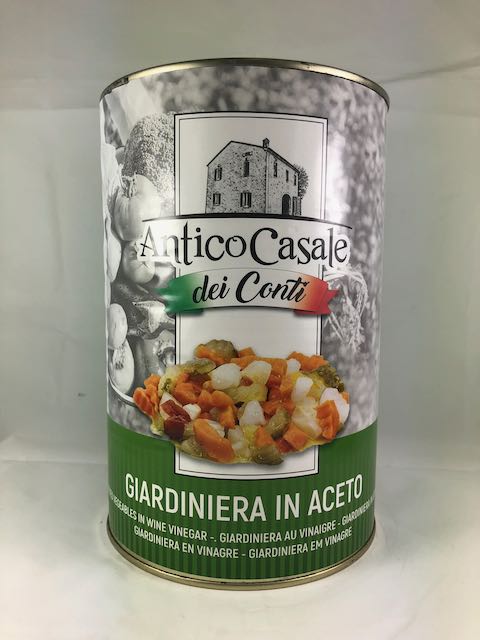 Antico Casale
dei Conti
GIARDINIERA IN ACETO
VEGEABLES IN WINE VINEGAR -. GIARDINIERA AU VINAIGRE - GIARDINIERA
GIARDINIERA EN VINAGRE - GIARDINIERA EM VINAGRE